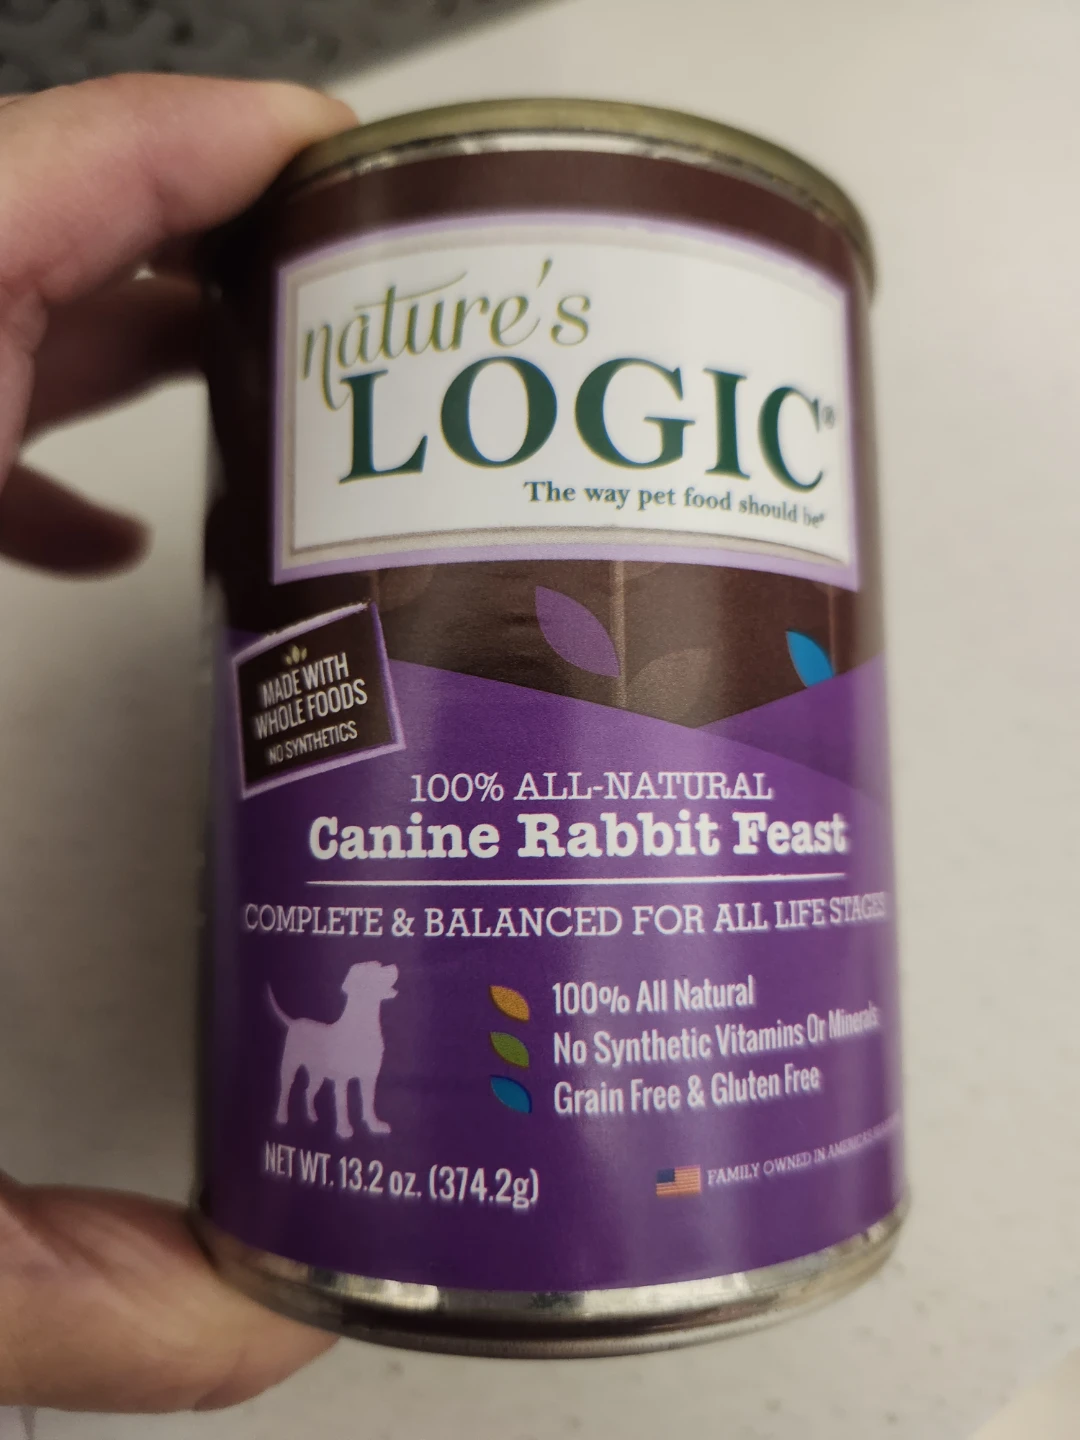 nature's
LOGIC®
The way pet food should be®
MADE WITH
WHOLE FOODS
NO SYNTHETICS
100% ALL-NATURAL
Canine Rabbit Feast
COMPLETE & BALANCED FOR ALL LIFE STAGES
100% All Natural
No Synthetic Vitamins Or Minerals
Grain Free & Gluten Free
NET WT. 13.2 oz. (374.2g)
FAMILY OWNED IN AMERICA'S